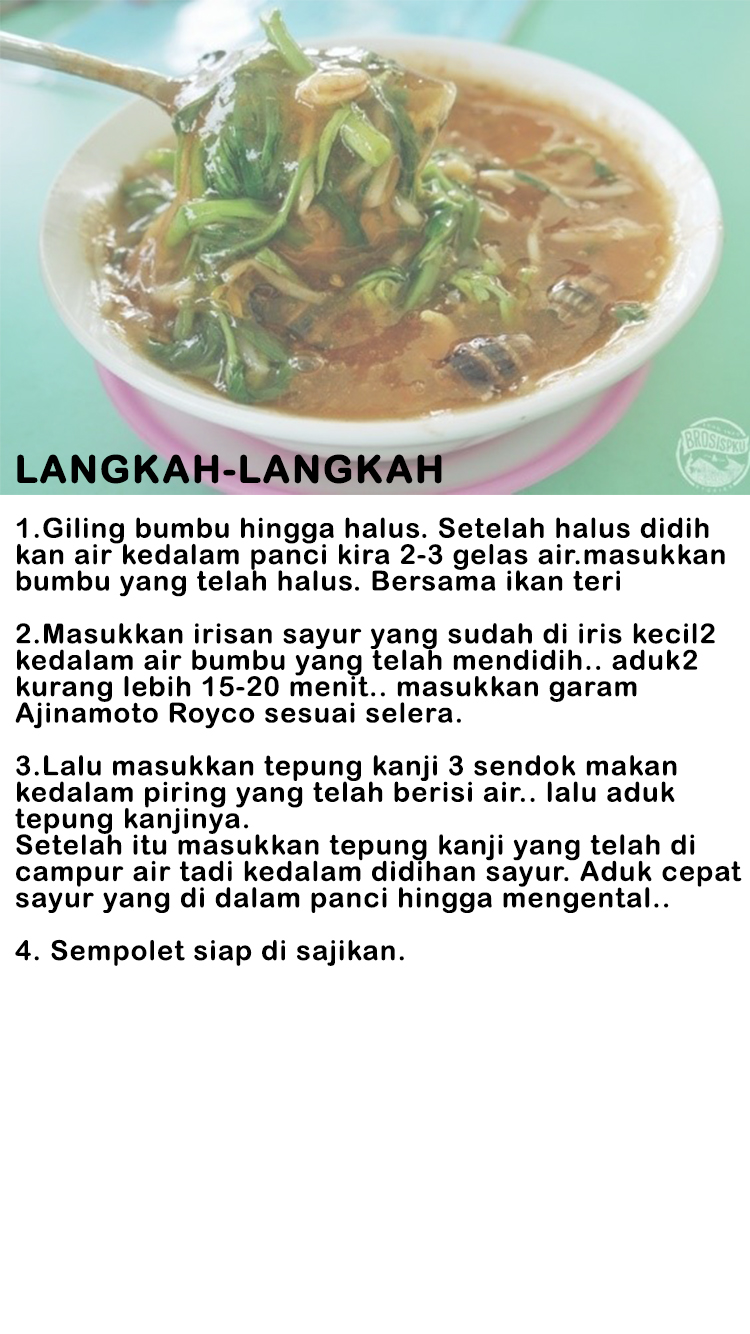 BROSISPKU
LANGKAH-LANGKAH
1.Giling bumbu hingga halus. Setelah halus didih
kan air kedalam panci kira 2-3 gelas air.masukkan
bumbu yang telah halus. Bersama ikan teri
2.Masukkan irisan sayur yang sudah di iris kecil2
kedalam air bumbu yang telah mendidih.. aduk2
kurang lebih 15-20 menit.. masukkan garam
Ajinamoto Royco sesuai selera.
3.Lalu masukkan tepung kanji 3 sendok makan
kedalam piring yang telah berisi air.. lalu aduk
tepung kanjinya.
Setelah itu masukkan tepung kanji yang telah di
campur air tadi kedalam didihan sayur. Aduk cepat
sayur yang di dalam panci hingga mengental..
4. Sempolet siap di sajikan.